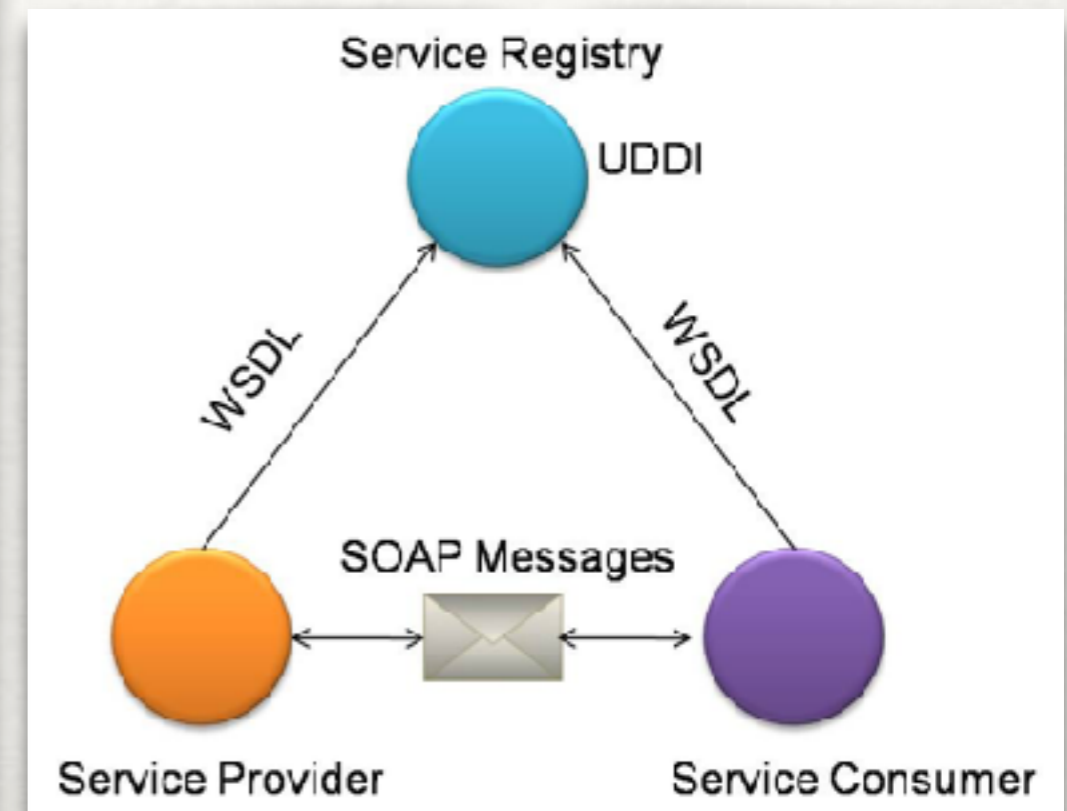 Service Registry
UDDI
WSDL
WSDL
SOAP Messages
Service Provider
Service Consumer